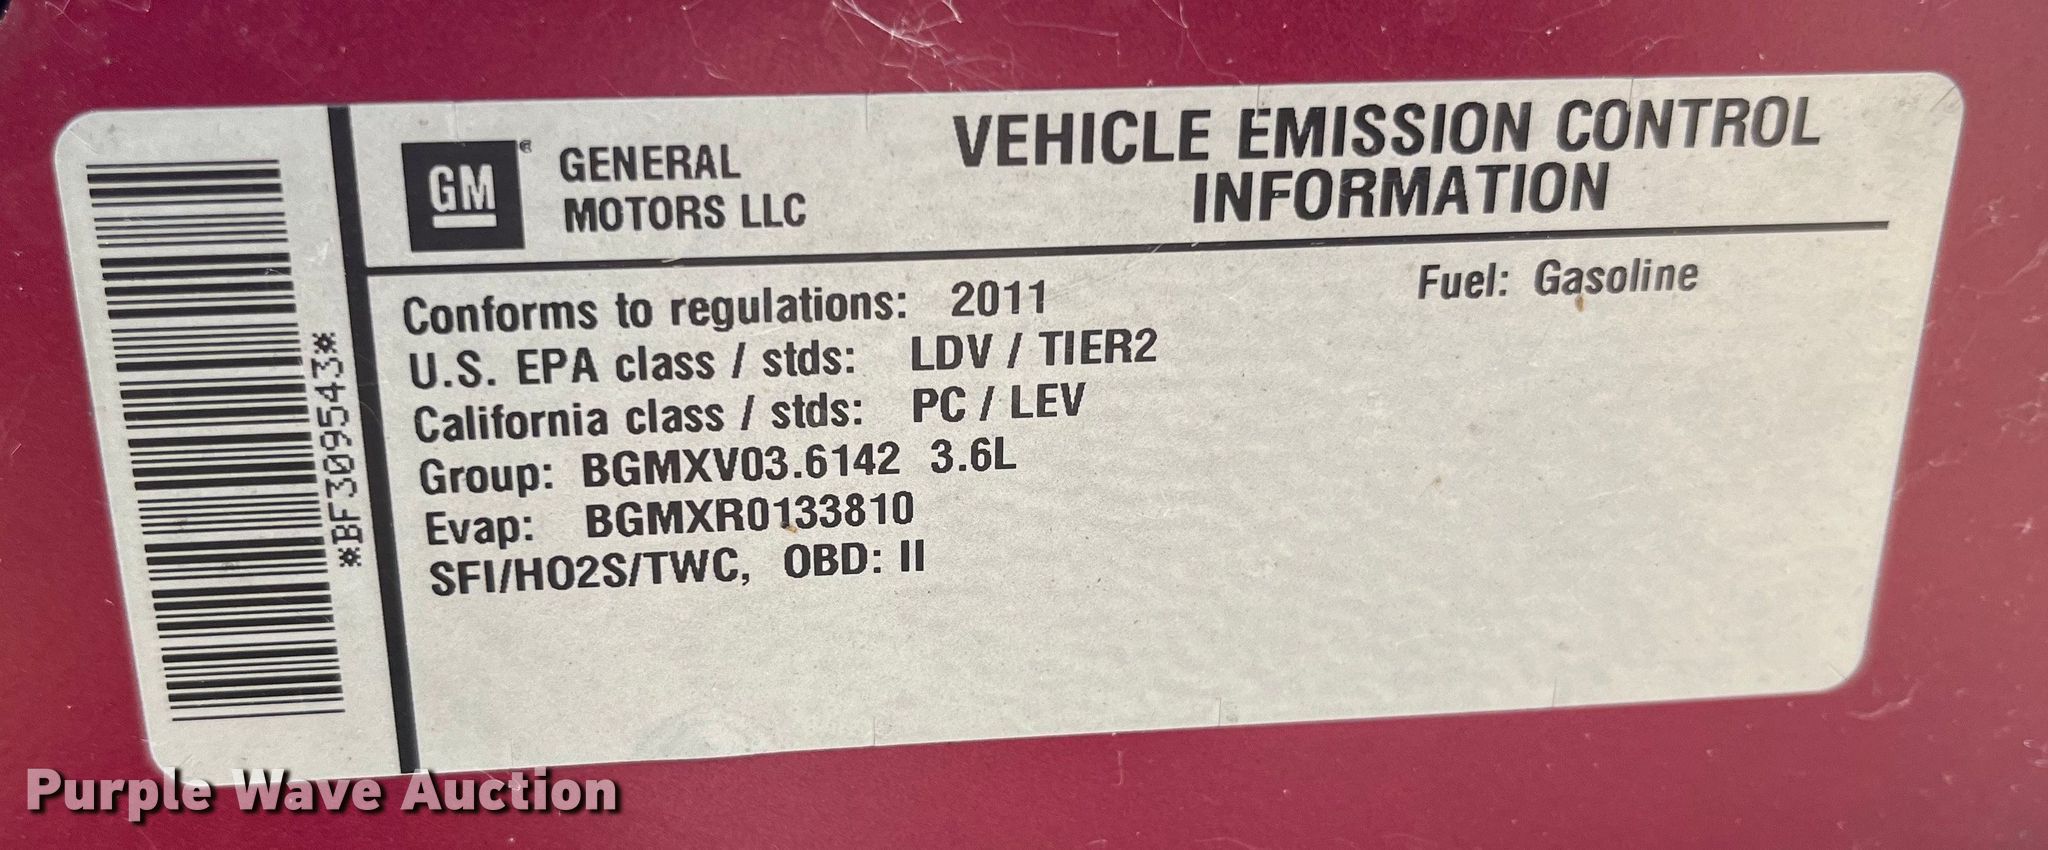 GM
GENERAL
MOTORS LLC
VEHICLE EMISSION CONTROL
INFORMATION
Conforms to regulations: 2011
Fuel: Gasoline
U.S. EPA class / stds: LDV / TIER2
California class / stds: PC / LEV
Group: BGMXV03.6142 3.6L
Evap: BGMXR0133810
SFI/HO2S/TWC, OBD: II
*BF309543*
Purple Wave Auction